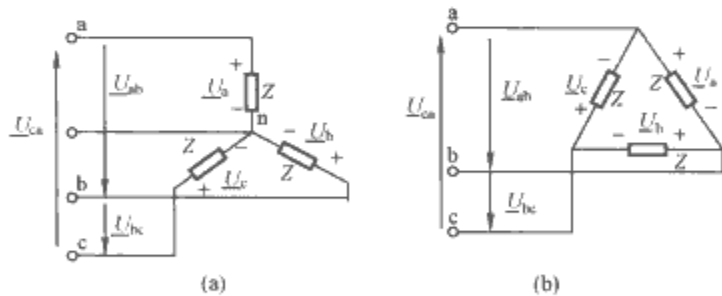 a
+
U_ab
U_a
Z
−
n
U_ca
Z
−
−
U_b
+
+
U_c
Z
b
U_bc
c
(a)
a
−
+
U_c
Z
Z
U_a
U_ab
U_ca
+
U_b
−
−
+
Z
b
U_bc
c
(b)